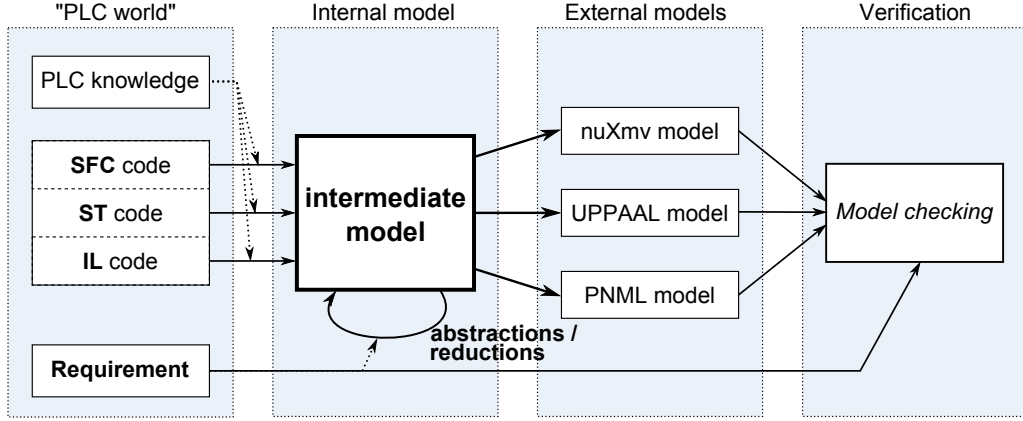 "PLC world"
Internal model
External models
Verification
PLC knowledge
SFC code
ST code
IL code
Requirement
intermediate
model
abstractions /
reductions
nuXmv model
UPPAAL model
PNML model
Model checking